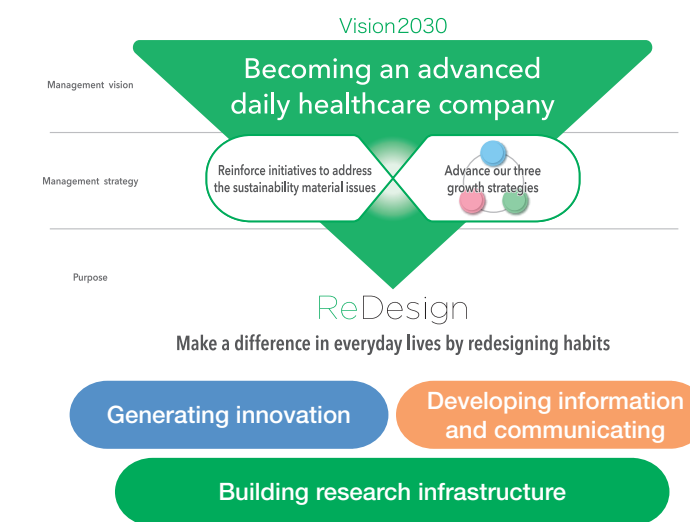 Vision2030
Becoming an advanced
daily healthcare company
Management vision
Management strategy
Reinforce initiatives to address
the sustainability material issues
Advance our three
growth strategies
Purpose
ReDesign
Make a difference in everyday lives by redesigning habits
Generating innovation
Developing information
and communicating
Building research infrastructure